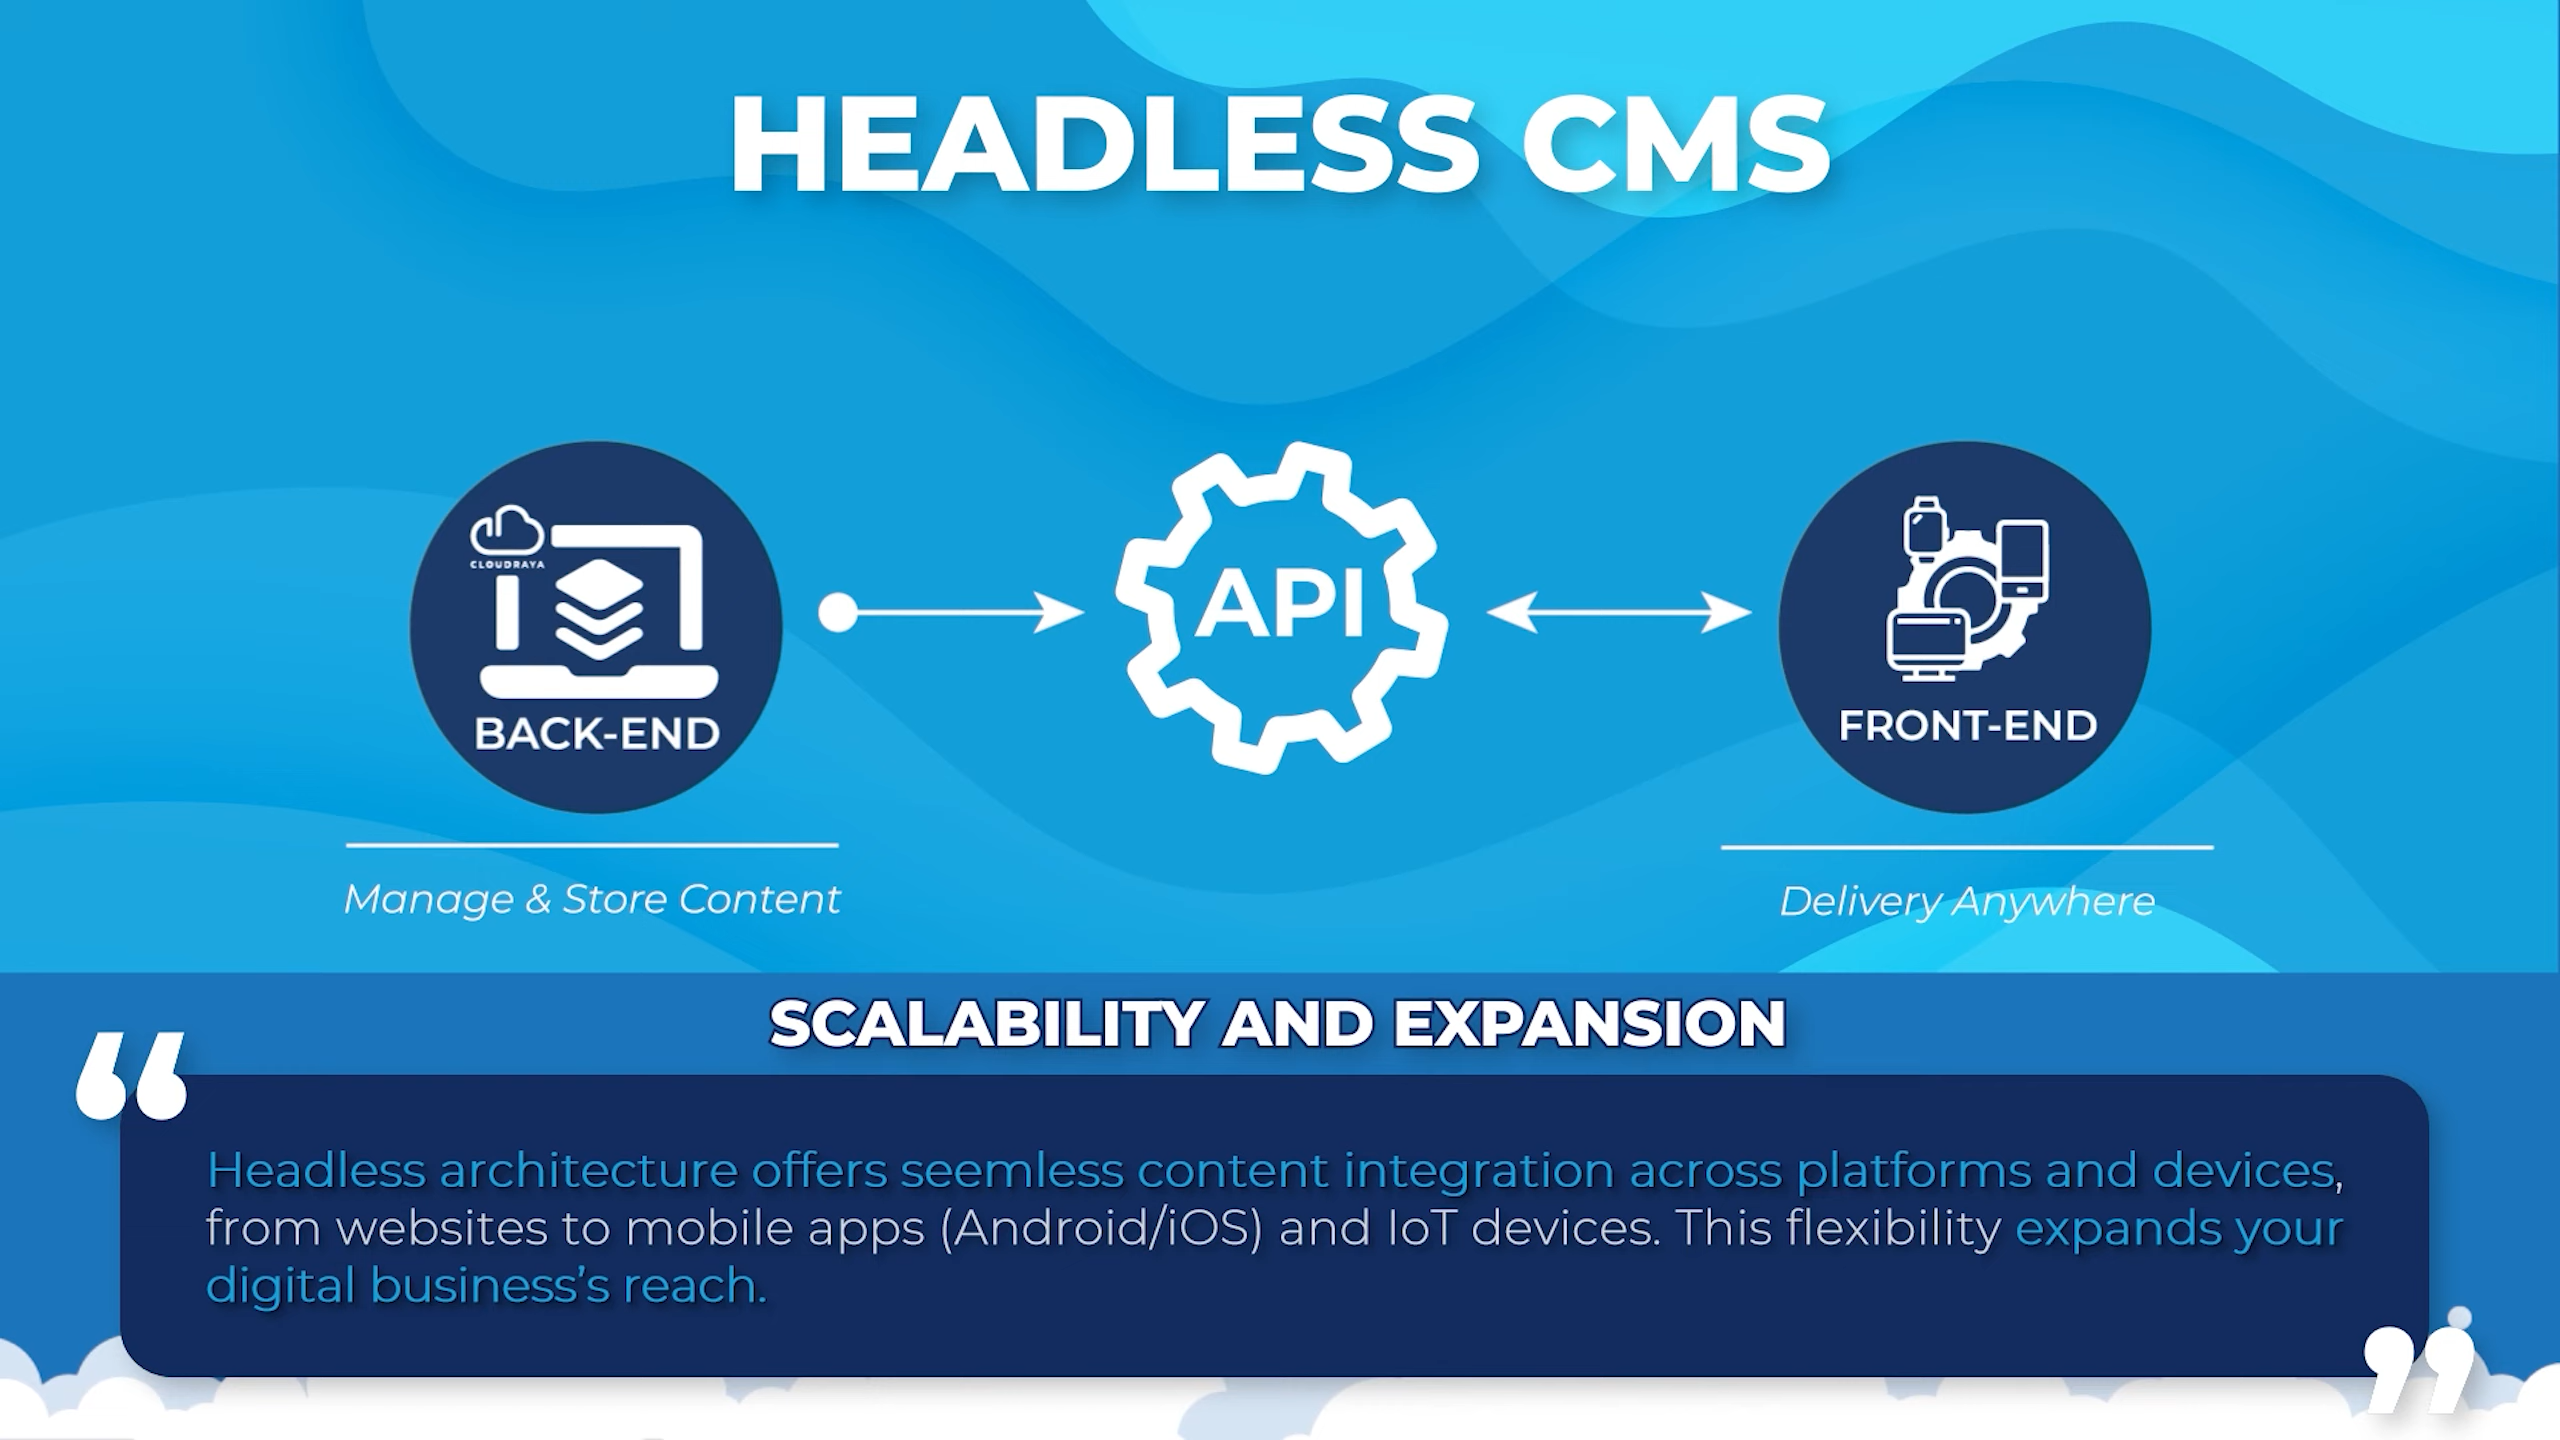 HEADLESS CMS
CLOUDRAYA
BACK-END
API
FRONT-END
Manage & Store Content
Delivery Anywhere
SCALABILITY AND EXPANSION
“
Headless architecture offers seemless content integration across platforms and devices,
from websites to mobile apps (Android/iOS) and IoT devices. This flexibility expands your
digital business’s reach.
”